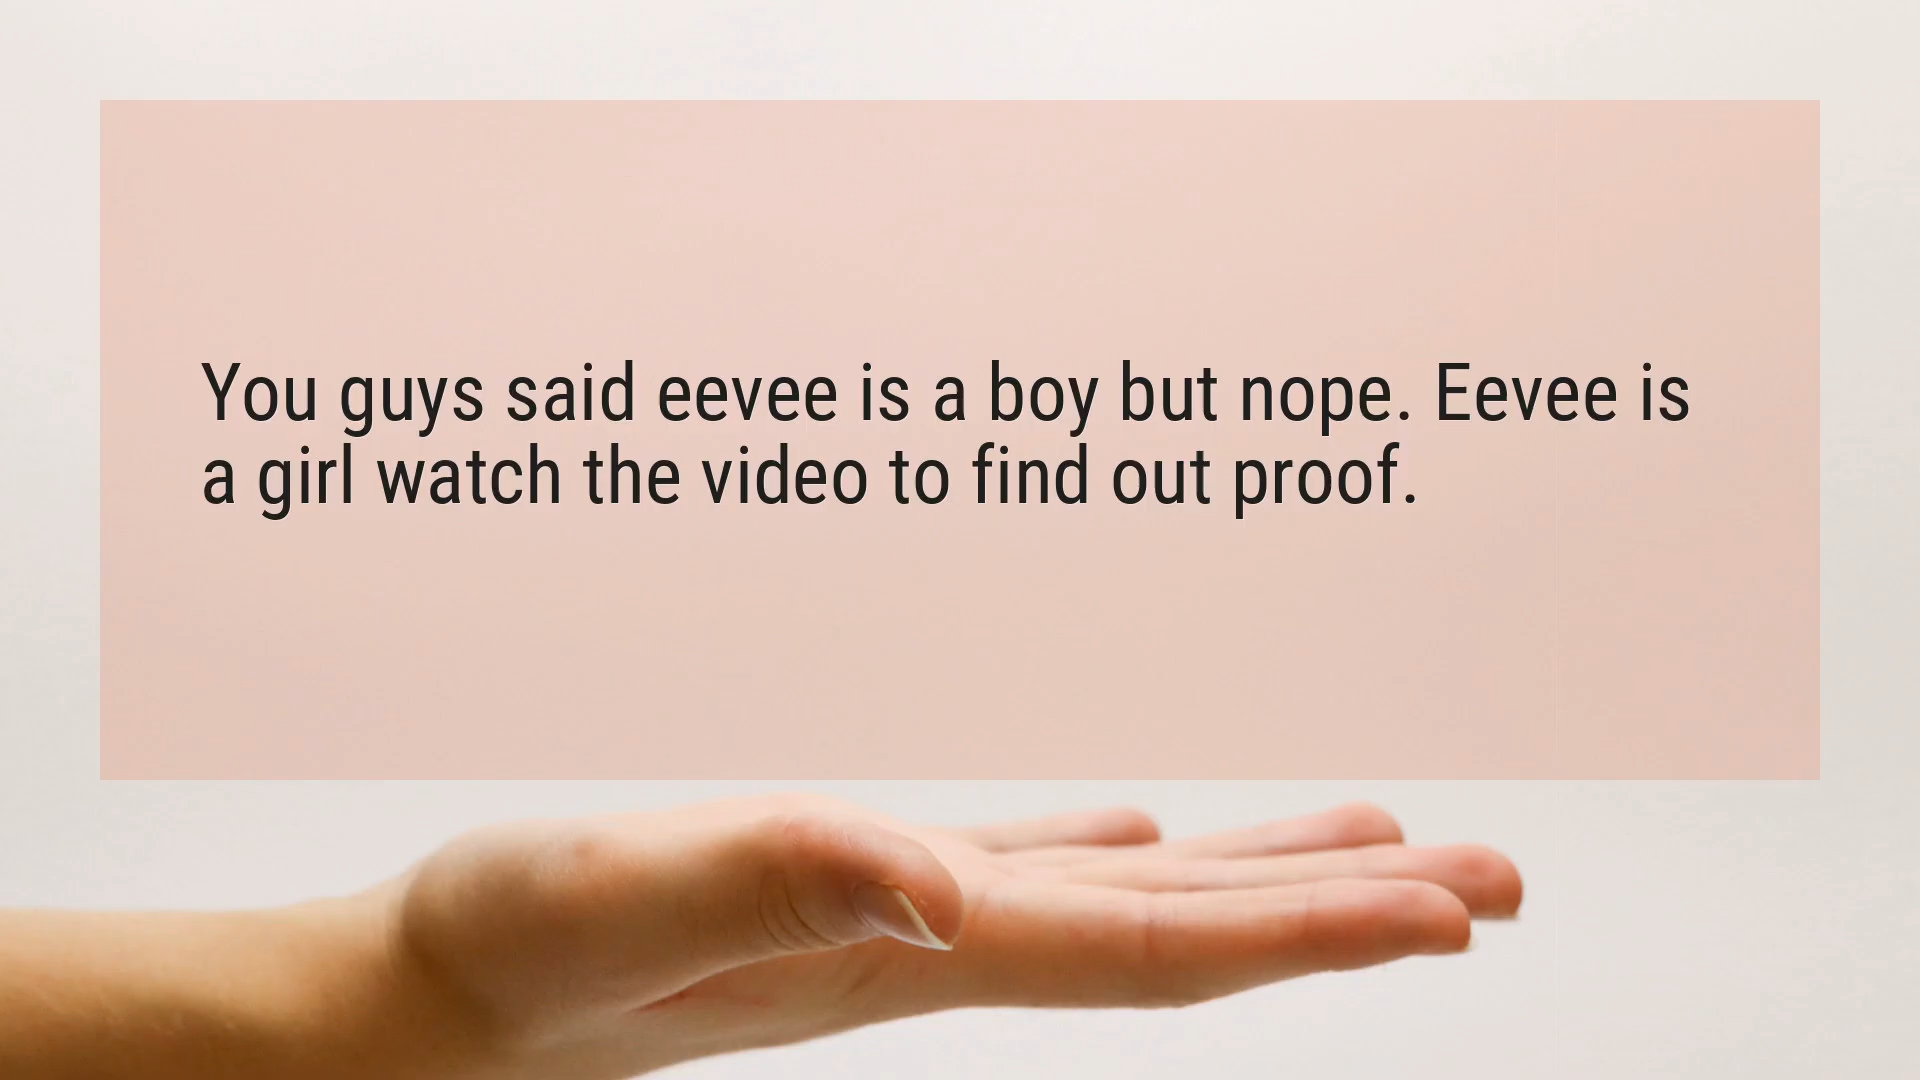 You guys said eevee is a boy but nope. Eevee is
a girl watch the video to find out proof.